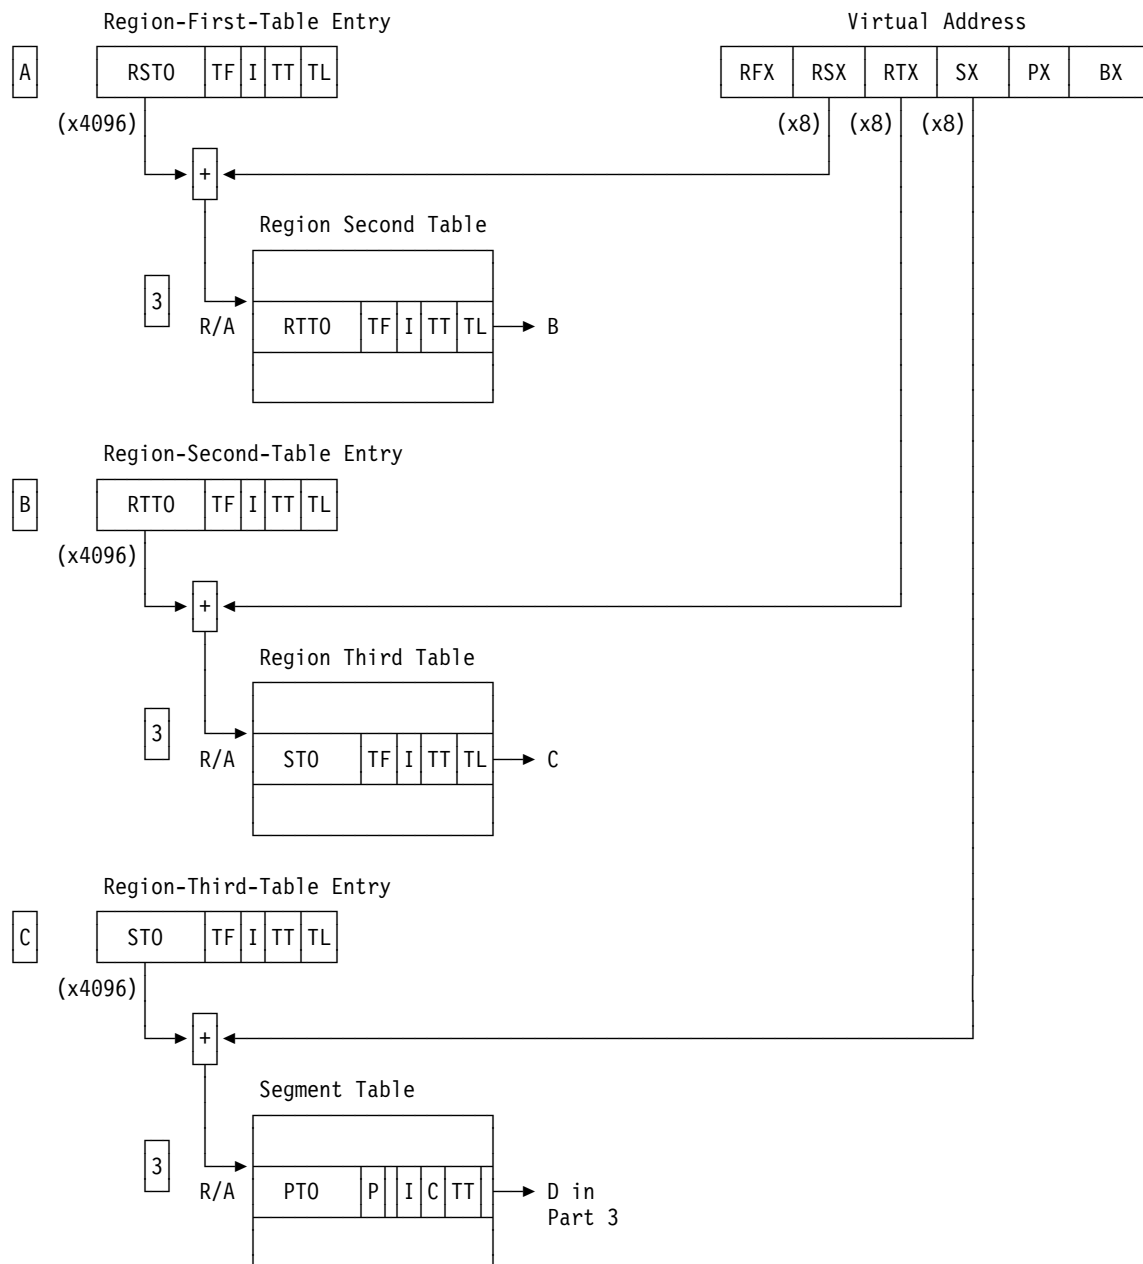 Region-First-Table Entry Virtual Address
A RSTO TF I TT TL RFX RSX RTX SX PX BX
(x4096) (x8) (x8) (x8)
+
Region Second Table
3
R/A RTTO TF I TT TL B
Region-Second-Table Entry
B RTTO TF I TT TL
(x4096)
+
Region Third Table
3
R/A STO TF I TT TL C
Region-Third-Table Entry
C STO TF I TT TL
(x4096)
+
Segment Table
3
R/A PTO P I C TT D in
Part 3